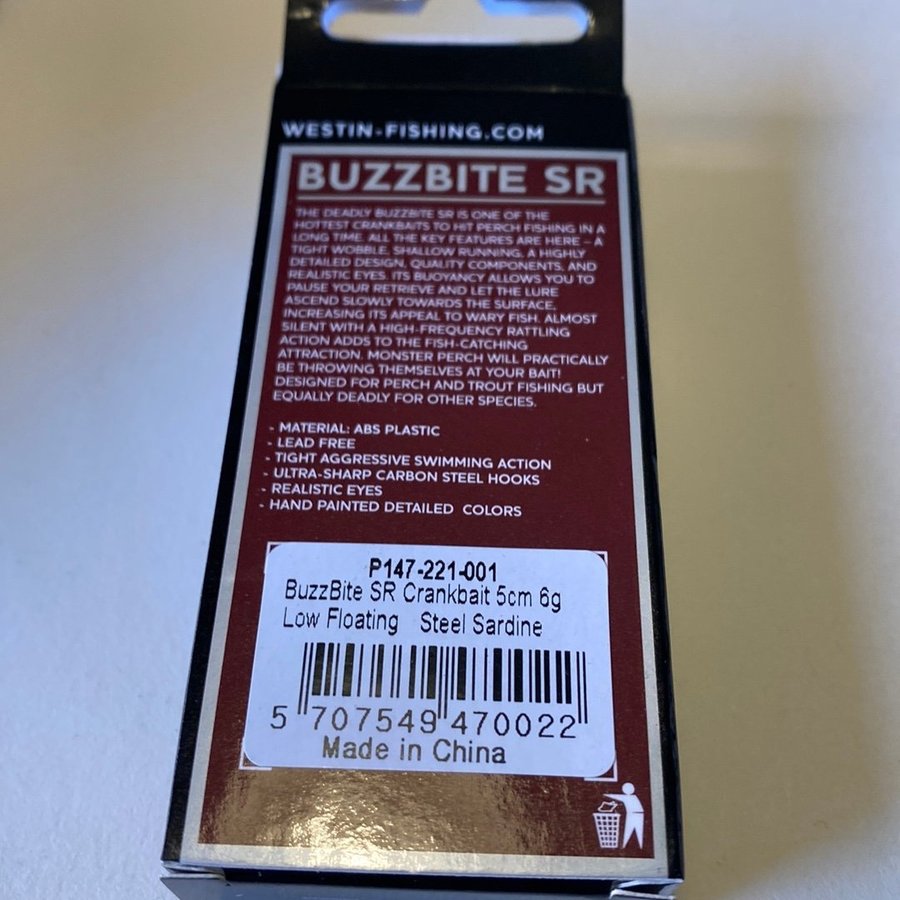 WESTIN-FISHING.COM
BUZZBITE SR
THE DEADLY BUZZBITE SR IS ONE OF THE
HOTTEST CRANKBAITS TO HIT PERCH FISHING IN A
LONG TIME. ALL THE KEY FEATURES ARE HERE – A
TIGHT WOBBLE, SHALLOW RUNNING, A HIGHLY
DETAILED DESIGN, QUALITY COMPONENTS, AND
REALISTIC EYES. ITS BUOYANCY ALLOWS YOU TO
PAUSE YOUR RETRIEVE AND LET THE LURE
ASCEND SLOWLY TOWARDS THE SURFACE,
INCREASING ITS APPEAL TO WARY FISH. ALMOST
SILENT WITH A HIGH-FREQUENCY RATTLING
ACTION ADDS TO THE FISH-CATCHING
ATTRACTION. MONSTER PERCH WILL PRACTICALLY
BE THROWING THEMSELVES AT YOUR BAIT!
DESIGNED FOR PERCH AND TROUT FISHING BUT
EQUALLY DEADLY FOR OTHER SPECIES.
- MATERIAL: ABS PLASTIC
- LEAD FREE
- TIGHT AGGRESSIVE SWIMMING ACTION
- ULTRA-SHARP CARBON STEEL HOOKS
- REALISTIC EYES
- HAND PAINTED DETAILED COLORS
P147-221-001
BuzzBite SR Crankbait 5cm 6g
Low Floating Steel Sardine
5 707549 470022
Made in China